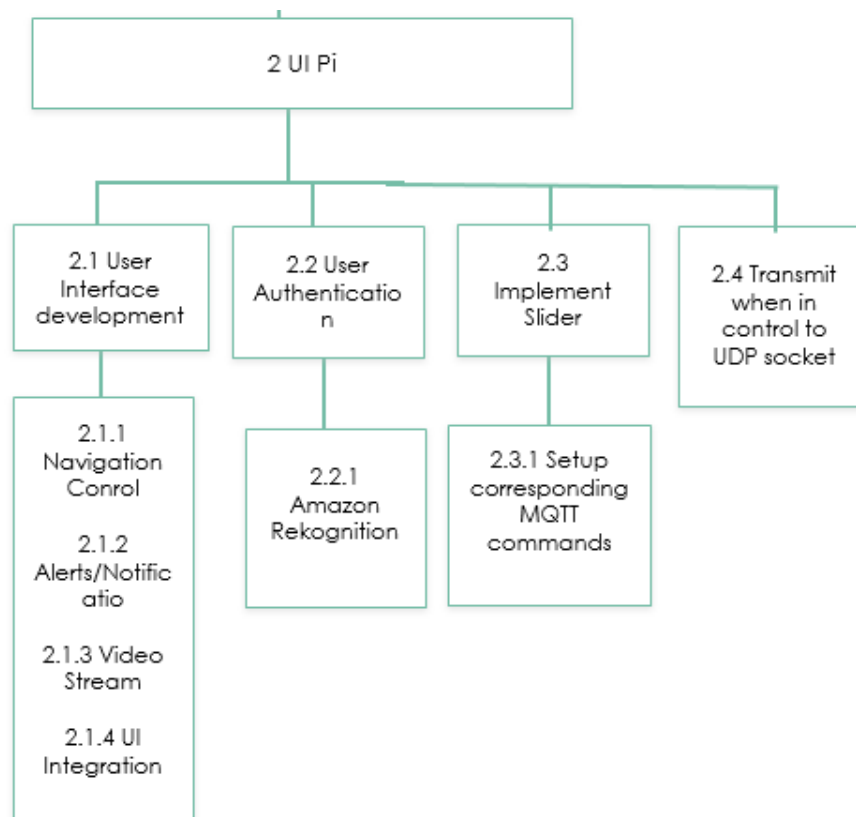 2 UI Pi
2.1 User
Interface
development
2.2 User
Authenticatio
n
2.3
Implement
Slider
2.4 Transmit
when in
control to
UDP socket
2.1.1
Navigation
Conrol
2.1.2
Alerts/Notific
atio
2.1.3 Video
Stream
2.1.4 UI
Integration
2.2.1
Amazon
Rekognition
2.3.1 Setup
corresponding
MQTT
commands